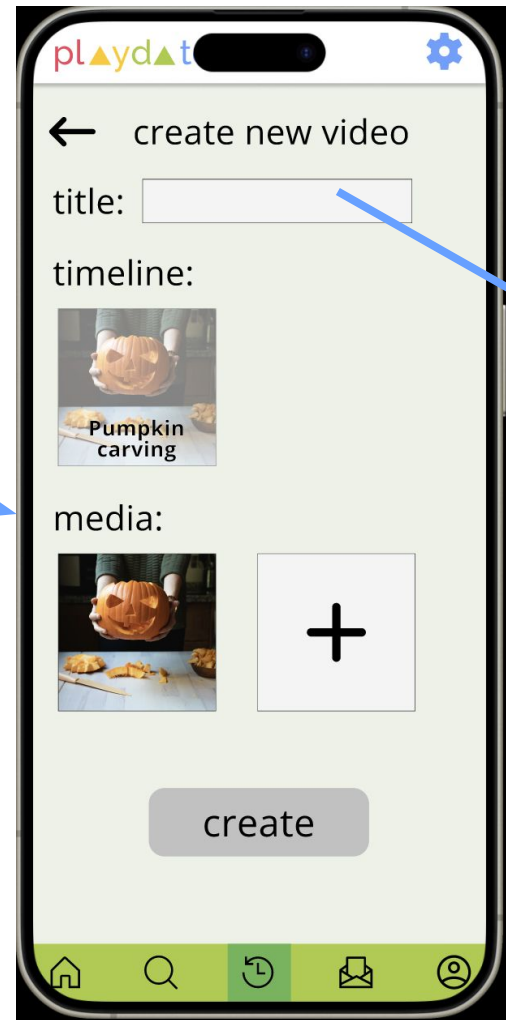 playdat
create new video
title:
timeline:
Pumpkin
carving
media:
create